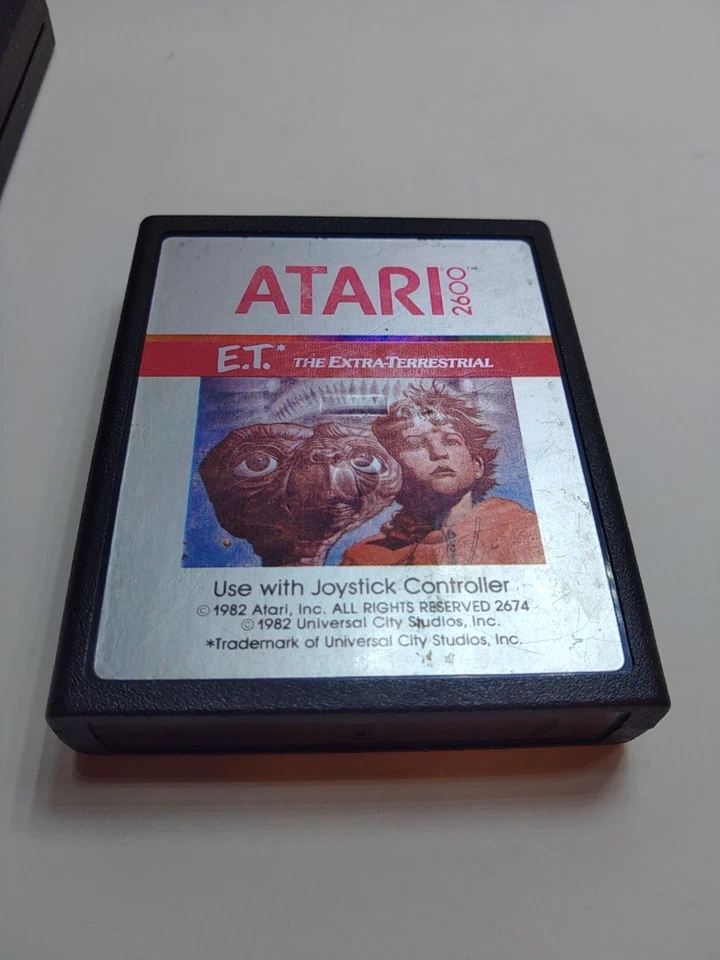 ATARI 2600™
E.T.* THE EXTRA-TERRESTRIAL
Use with Joystick Controller
© 1982 Atari, Inc. ALL RIGHTS RESERVED 2674
© 1982 Universal City Studios, Inc.
*Trademark of Universal City Studios, Inc.